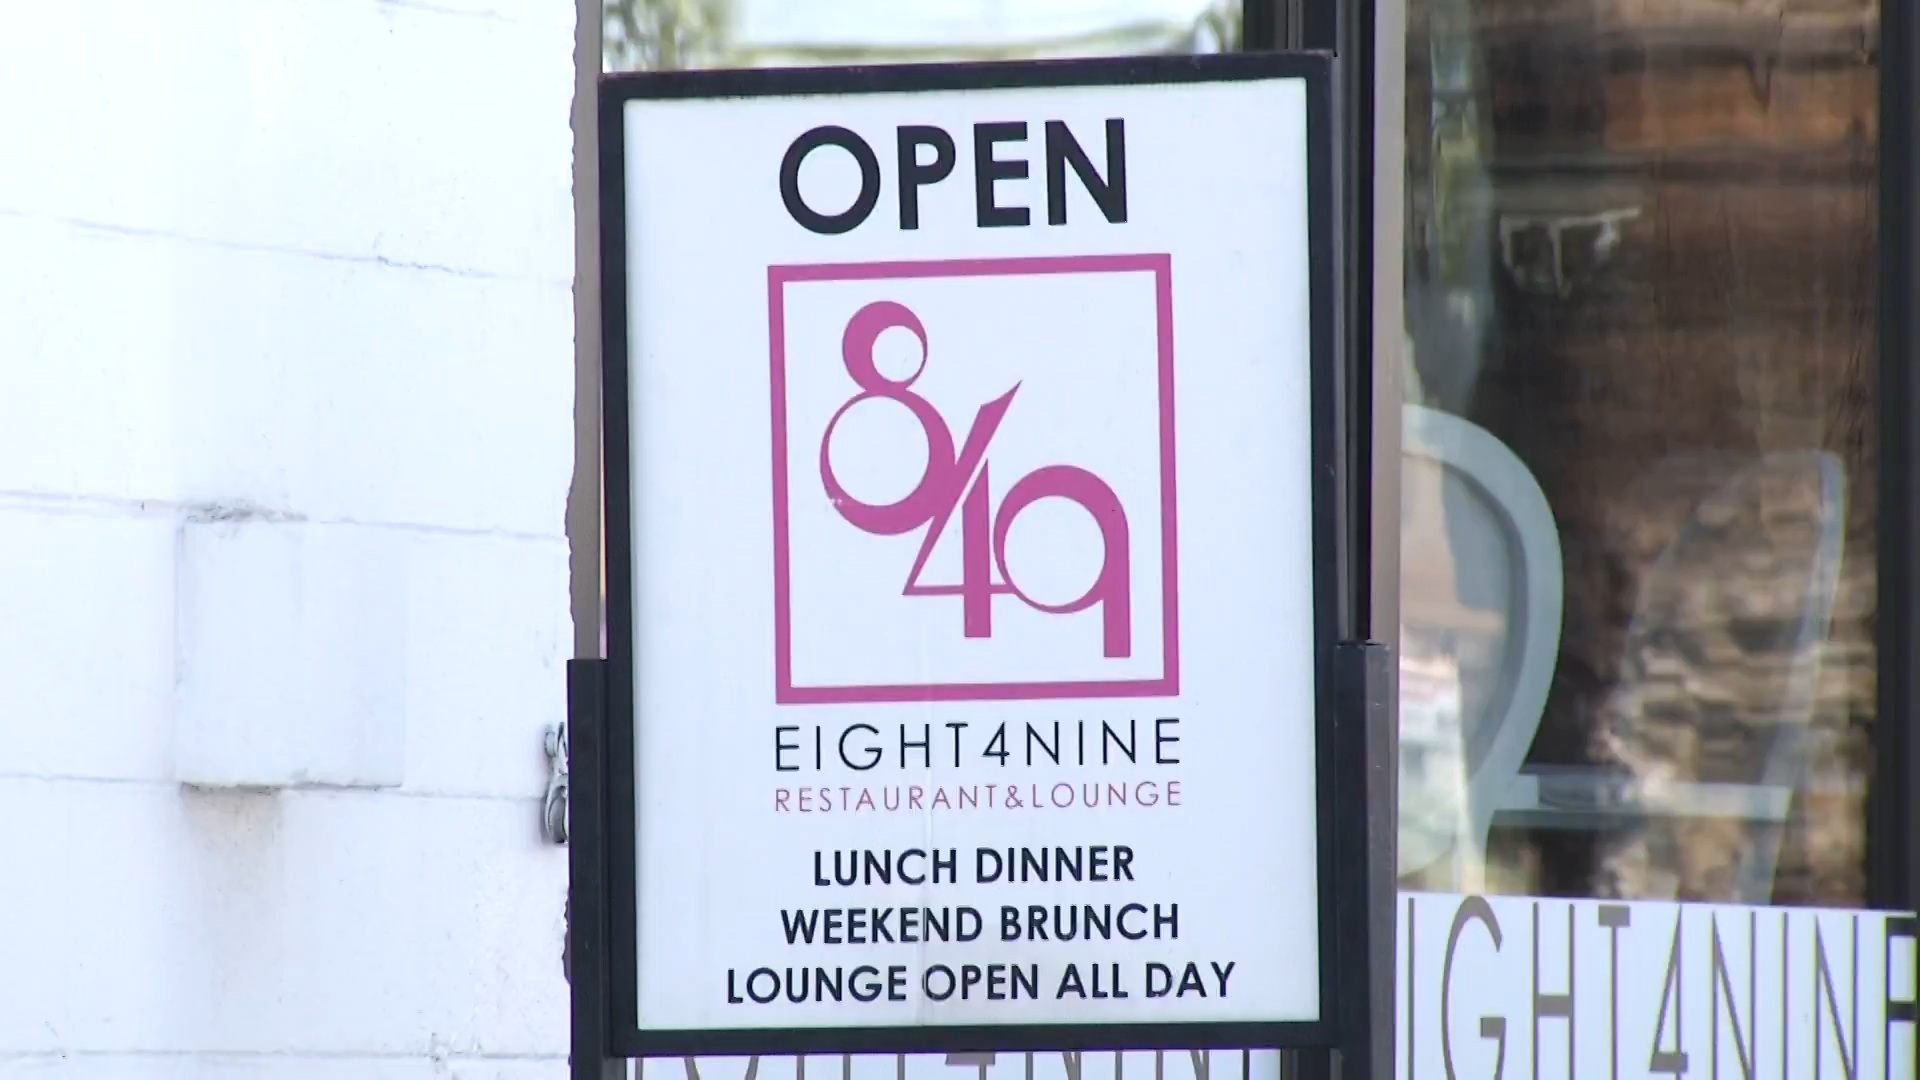 OPEN
849
EIGHT4NINE
RESTAURANT&LOUNGE
LUNCH DINNER
WEEKEND BRUNCH
LOUNGE OPEN ALL DAY
IGHT4NINE